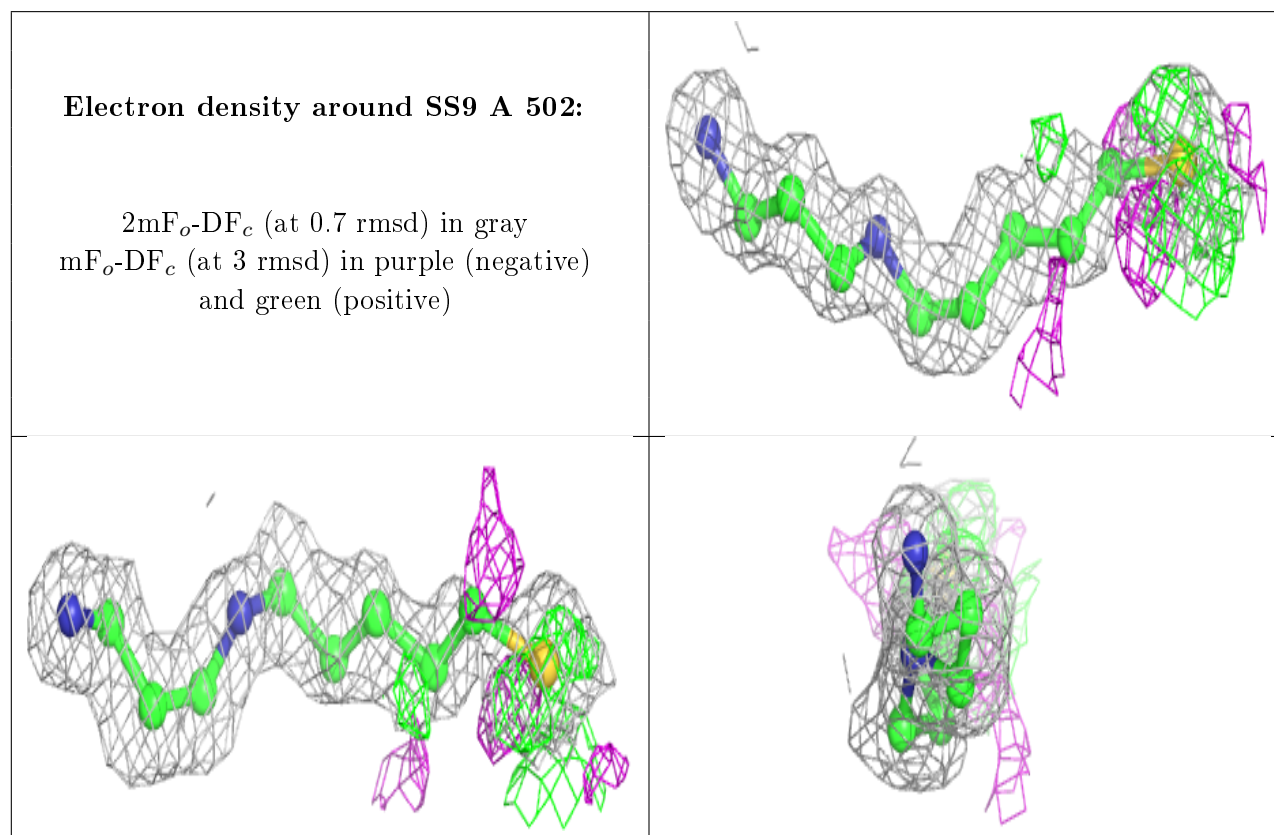 Electron density around SS9 A 502:
2mFₒ-DF𝒸 (at 0.7 rmsd) in gray
mFₒ-DF𝒸 (at 3 rmsd) in purple (negative)
and green (positive)